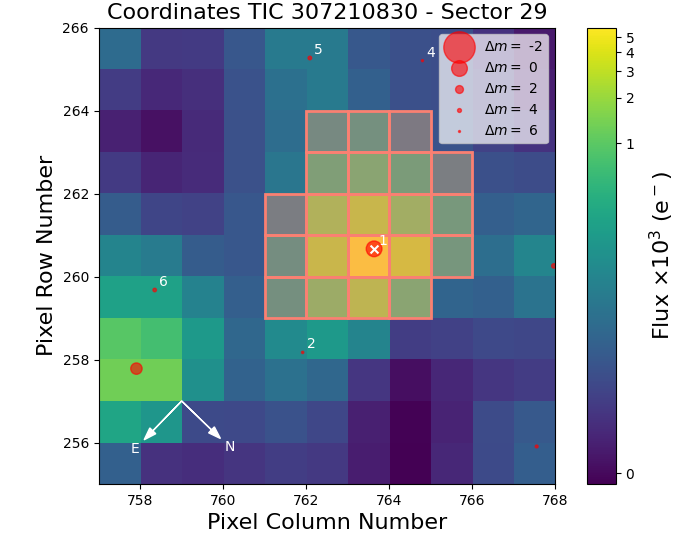 Coordinates TIC 307210830 - Sector 29
266
264
262
260
258
256
758
760
762
764
766
768
Pixel Row Number
Pixel Column Number
Δm = -2
Δm = 0
Δm = 2
Δm = 4
Δm = 6
5
4
1
6
2
E
N
5
4
3
2
1
0
Flux ×10³ (e⁻)